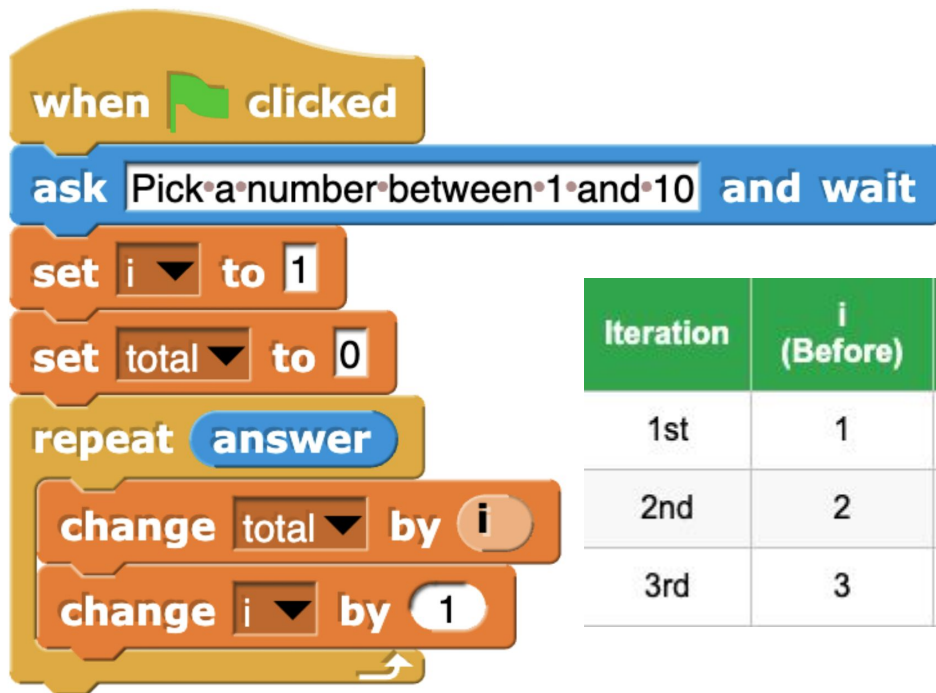 when clicked
ask Pick a number between 1 and 10 and wait
set i to 1
set total to 0
repeat answer
change total by i
change i by 1
Iteration i (Before)
1st 1
2nd 2
3rd 3